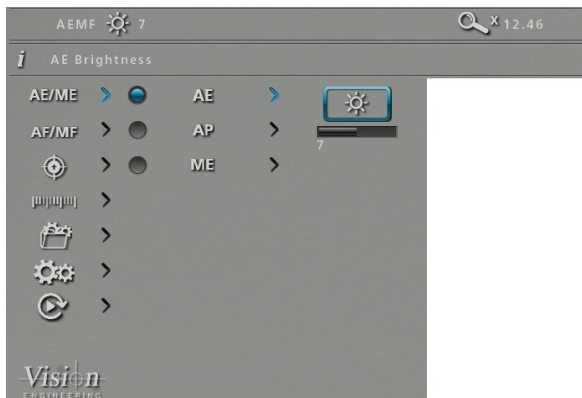 AEMF 7 X 12.46
i AE Brightness
AE/ME AE
AF/MF AP
7
ME
Vision
ENGINEERING